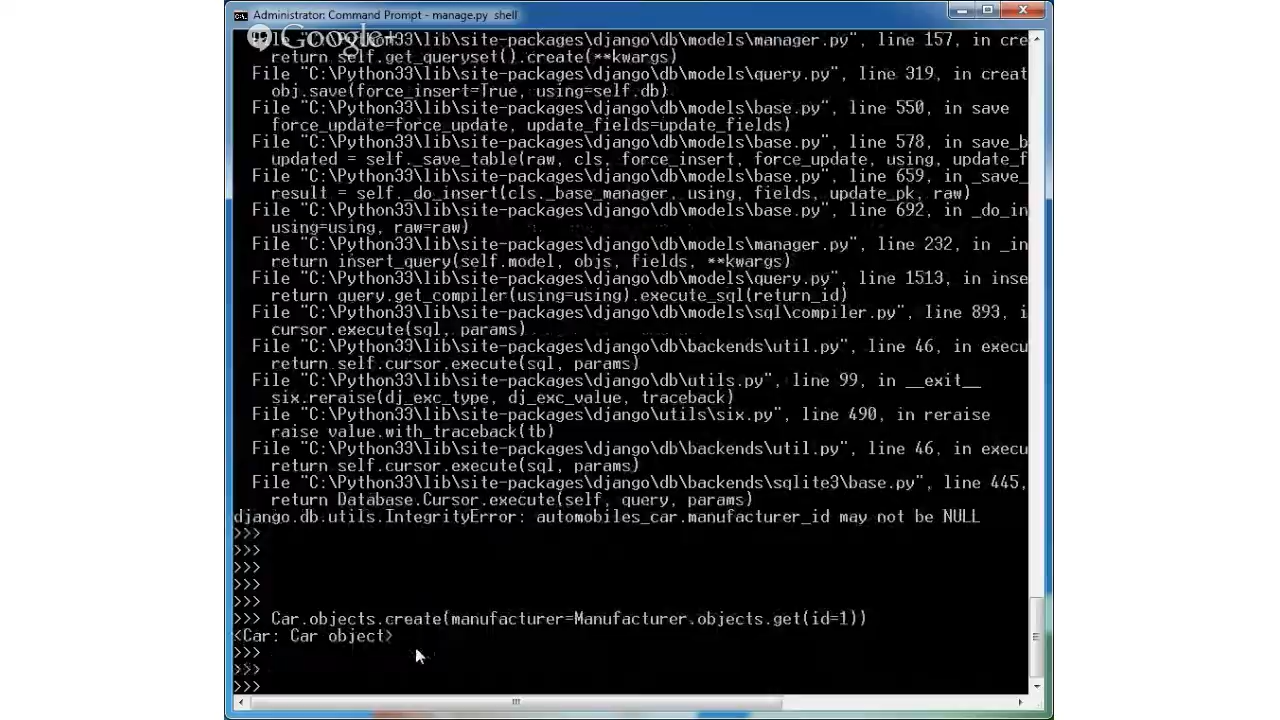 Administrator: Command Prompt - manage.py shell
Google+
File "C:\Python33\lib\site-packages\django\db\models\manager.py", line 157, in cre
return self.get_queryset().create(**kwargs)
File "C:\Python33\lib\site-packages\django\db\models\query.py", line 319, in creat
obj.save(force_insert=True, using=self.db)
File "C:\Python33\lib\site-packages\django\db\models\base.py", line 550, in save
force_update=force_update, update_fields=update_fields)
File "C:\Python33\lib\site-packages\django\db\models\base.py", line 578, in save_b
updated = self._save_table(raw, cls, force_insert, force_update, using, update_f
File "C:\Python33\lib\site-packages\django\db\models\base.py", line 659, in _save_
result = self._do_insert(cls._base_manager, using, fields, update_pk, raw)
File "C:\Python33\lib\site-packages\django\db\models\base.py", line 692, in _do_in
using=using, raw=raw)
File "C:\Python33\lib\site-packages\django\db\models\manager.py", line 232, in _in
return insert_query(self.model, objs, fields, **kwargs)
File "C:\Python33\lib\site-packages\django\db\models\query.py", line 1513, in inse
return query.get_compiler(using=using).execute_sql(return_id)
File "C:\Python33\lib\site-packages\django\db\models\sql\compiler.py", line 893, i
cursor.execute(sql, params)
File "C:\Python33\lib\site-packages\django\db\backends\util.py", line 46, in execu
return self.cursor.execute(sql, params)
File "C:\Python33\lib\site-packages\django\db\utils.py", line 99, in __exit__
six.reraise(dj_exc_type, dj_exc_value, traceback)
File "C:\Python33\lib\site-packages\django\utils\six.py", line 490, in reraise
raise value.with_traceback(tb)
File "C:\Python33\lib\site-packages\django\db\backends\util.py", line 46, in execu
return self.cursor.execute(sql, params)
File "C:\Python33\lib\site-packages\django\db\backends\sqlite3\base.py", line 445,
return Database.Cursor.execute(self, query, params)
django.db.utils.IntegrityError: automobiles_car.manufacturer_id may not be NULL
>>>
>>>
>>>
>>>
>>>
>>> Car.objects.create(manufacturer=Manufacturer.objects.get(id=1))
<Car: Car object>
>>>
>>>
>>>